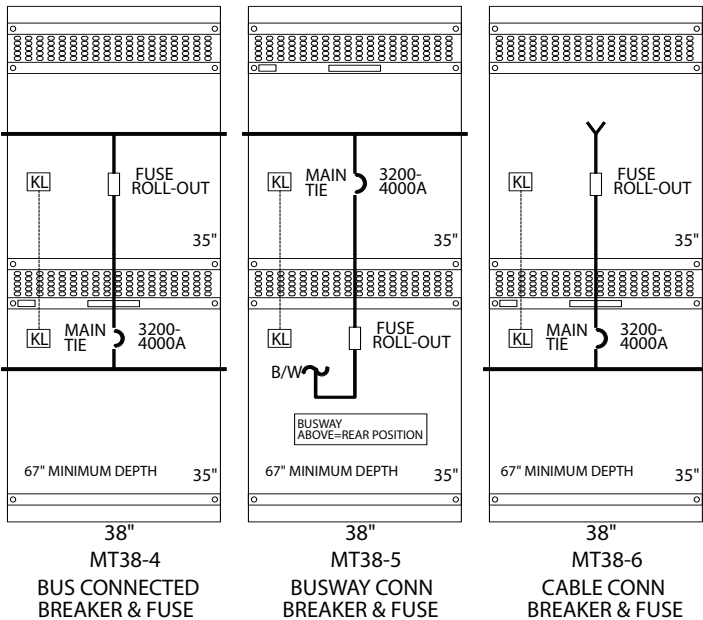 KL
FUSE
ROLL-OUT
35"
KL
MAIN
TIE
3200-
4000A
67" MINIMUM DEPTH
35"
38"
MT38-4
BUS CONNECTED
BREAKER & FUSE
KL
MAIN
TIE
3200-
4000A
35"
KL
FUSE
ROLL-OUT
B/W
BUSWAY
ABOVE=REAR POSITION
67" MINIMUM DEPTH
35"
38"
MT38-5
BUSWAY CONN
BREAKER & FUSE
KL
FUSE
ROLL-OUT
35"
KL
MAIN
TIE
3200-
4000A
67" MINIMUM DEPTH
35"
38"
MT38-6
CABLE CONN
BREAKER & FUSE